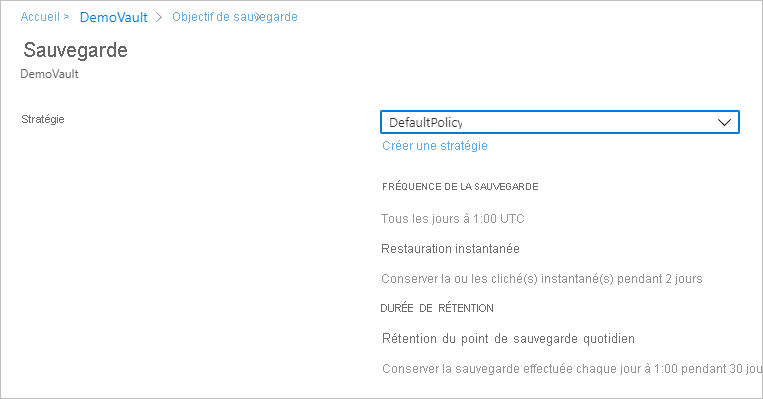 Accueil > DemoVault > Objectif de sauvegarde
Sauvegarde
DemoVault
Stratégie
DefaultPolicy
Créer une stratégie
FRÉQUENCE DE LA SAUVEGARDE
Tous les jours à 1:00 UTC
Restauration instantanée
Conserver la ou les cliché(s) instantané(s) pendant 2 jours
DURÉE DE RÉTENTION
Rétention du point de sauvegarde quotidien
Conserver la sauvegarde effectuée chaque jour à 1:00 pendant 30 jou